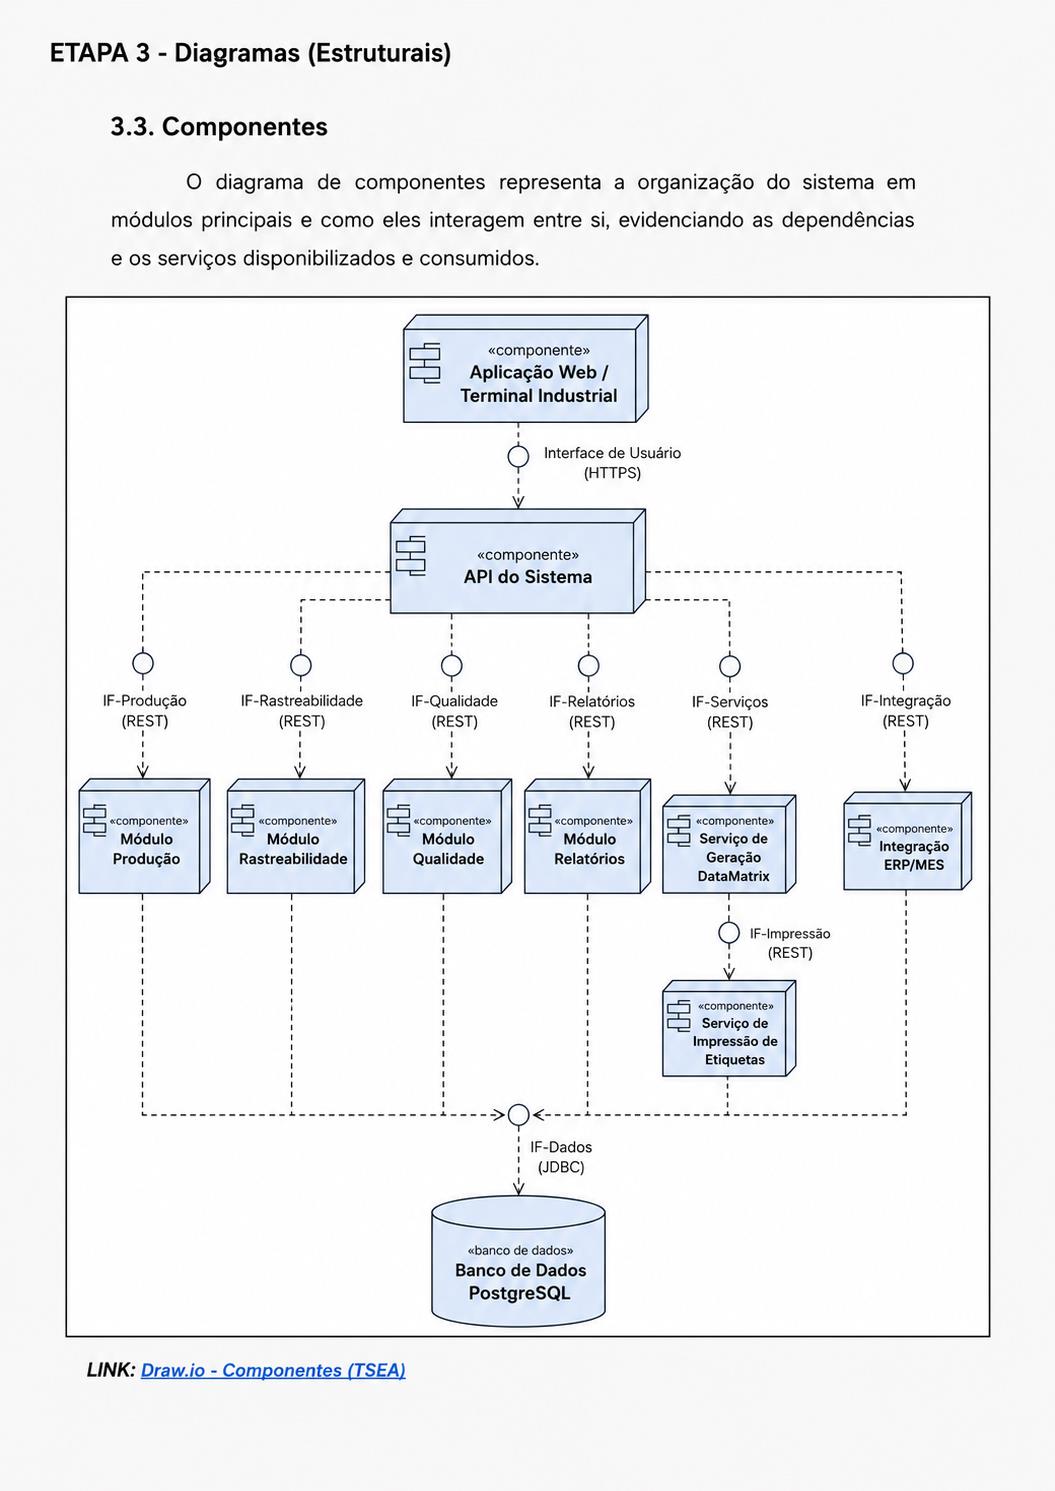 ETAPA 3 - Diagramas (Estruturais)
3.3. Componentes
O diagrama de componentes representa a organização do sistema em
módulos principais e como eles interagem entre si, evidenciando as dependências
e os serviços disponibilizados e consumidos.
«componente»
Aplicação Web /
Terminal Industrial
Interface de Usuário
(HTTPS)
«componente»
API do Sistema
IF-Produção
(REST)
IF-Rastreabilidade
(REST)
IF-Qualidade
(REST)
IF-Relatórios
(REST)
IF-Serviços
(REST)
IF-Integração
(REST)
«componente»
Módulo
Produção
«componente»
Módulo
Rastreabilidade
«componente»
Módulo
Qualidade
«componente»
Módulo
Relatórios
«componente»
Serviço de
Geração
DataMatrix
«componente»
Integração
ERP/MES
IF-Impressão
(REST)
«componente»
Serviço de
Impressão de
Etiquetas
IF-Dados
(JDBC)
«banco de dados»
Banco de Dados
PostgreSQL
LINK: Draw.io - Componentes (TSEA)